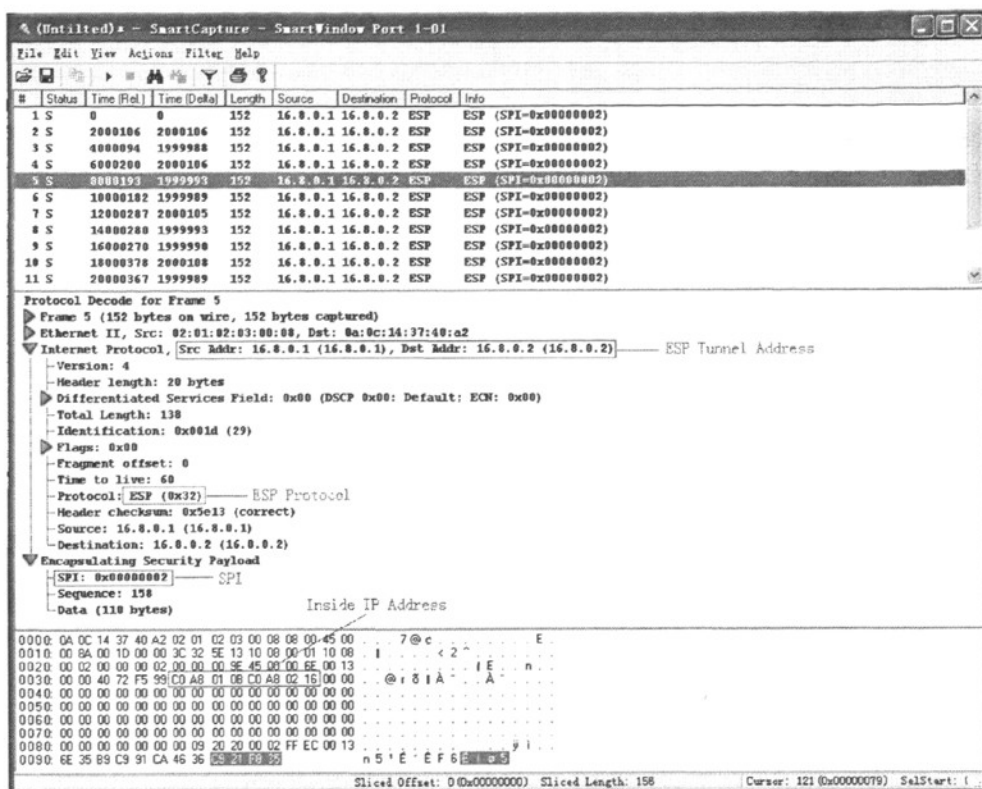 (Untilted)* - SmartCapture - SmartWindow Port 1-01
File Edit View Actions Filter Help
# Status Time (Rel.) Time (Delta) Length Source Destination Protocol Info
1 S 0 0 152 16.8.0.1 16.8.0.2 ESP ESP (SPI=0x00000002)
2 S 2000106 2000106 152 16.8.0.1 16.8.0.2 ESP ESP (SPI=0x00000002)
3 S 4000094 1999988 152 16.8.0.1 16.8.0.2 ESP ESP (SPI=0x00000002)
4 S 6000200 2000106 152 16.8.0.1 16.8.0.2 ESP ESP (SPI=0x00000002)
5 S 8000193 1999993 152 16.8.0.1 16.8.0.2 ESP ESP (SPI=0x00000002)
6 S 10000182 1999989 152 16.8.0.1 16.8.0.2 ESP ESP (SPI=0x00000002)
7 S 12000287 2000105 152 16.8.0.1 16.8.0.2 ESP ESP (SPI=0x00000002)
8 S 14000280 1999993 152 16.8.0.1 16.8.0.2 ESP ESP (SPI=0x00000002)
9 S 16000270 1999990 152 16.8.0.1 16.8.0.2 ESP ESP (SPI=0x00000002)
10 S 18000378 2000108 152 16.8.0.1 16.8.0.2 ESP ESP (SPI=0x00000002)
11 S 20000367 1999989 152 16.8.0.1 16.8.0.2 ESP ESP (SPI=0x00000002)
Protocol Decode for Frame 5
Frame 5 (152 bytes on wire, 152 bytes captured)
Ethernet II, Src: 02:01:02:03:00:08, Dst: 0a:0c:14:37:40:a2
Internet Protocol, Src Addr: 16.8.0.1 (16.8.0.1), Dst Addr: 16.8.0.2 (16.8.0.2) ESP Tunnel Address
Version: 4
Header length: 20 bytes
Differentiated Services Field: 0x00 (DSCP 0x00: Default: ECN: 0x00)
Total Length: 138
Identification: 0x001d (29)
Flags: 0x00
Fragment offset: 0
Time to live: 60
Protocol: ESP (0x32) ESP Protocol
Header checksum: 0x5e13 (correct)
Source: 16.8.0.1 (16.8.0.1)
Destination: 16.8.0.2 (16.8.0.2)
Encapsulating Security Payload
SPI: 0x00000002 SPI
Sequence: 158
Data (110 bytes)
Inside IP Address
0000: 0A 0C 14 37 40 A2 02 01 02 03 00 08 08 00 45 00 . . . . 7 @ ¢ . . . . . . . E .
0010: 00 8A 00 1D 00 00 3C 32 5E 13 10 08 00 01 10 08
0020: 00 02 00 00 00 02 00 00 00 9E 45 00 00 6E 00 13
0030: 00 00 40 72 F5 99 C0 A8 01 0B C0 A8 02 16 00 00
0040: 00 00 00 00 00 00 00 00 00 00 00 00 00 00 00 00 . . . . . . . . . . . . . . . .
0050: 00 00 00 00 00 00 00 00 00 00 00 00 00 00 00 00 . . . . . . . . . . . . . . . .
0060: 00 00 00 00 00 00 00 00 00 00 00 00 00 00 00 00 . . . . . . . . . . . . . . . .
0070: 00 00 00 00 00 00 00 00 00 00 00 00 00 00 00 00 . . . . . . . . . . . . . . . .
0080: 00 00 00 00 00 00 00 09 20 20 00 02 FF EC 00 13
0090: 6E 35 B9 C9 91 CA 46 36 C9 21 F8 35
Sliced Offset: 0 (0x00000000) Sliced Length: 156 Cursor: 121 (0x00000079) SelStart: (